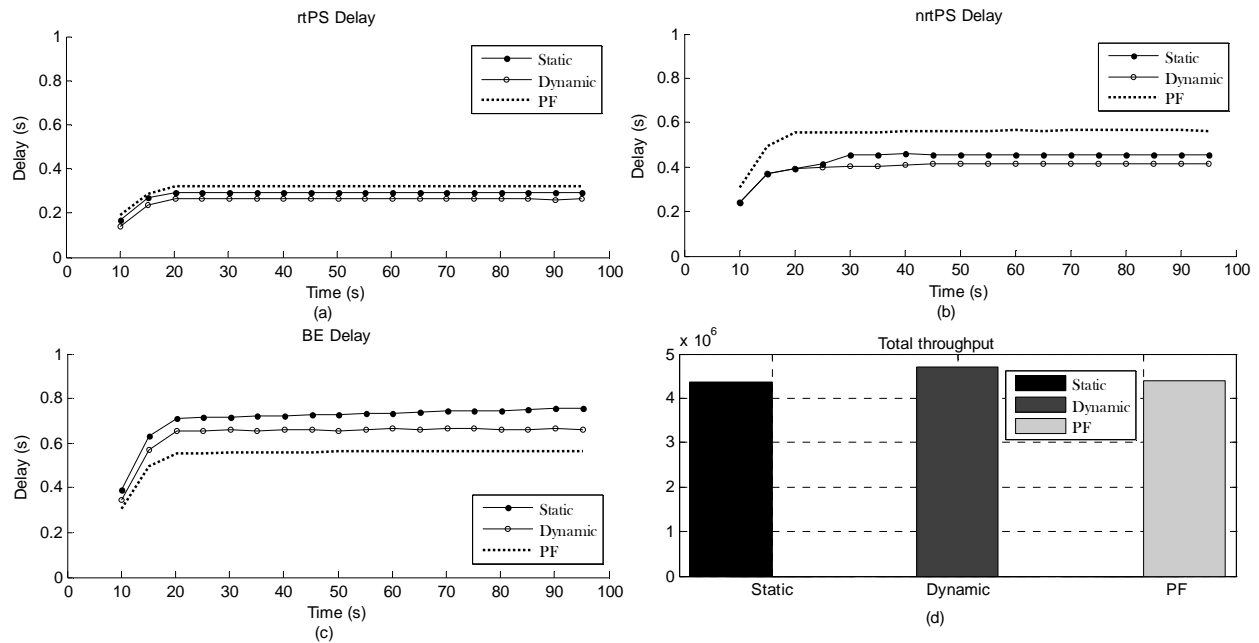 rtPS Delay
1
0.8
0.6
0.4
0.2
0
Delay (s)
Static
Dynamic
PF
0 10 20 30 40 50 60 70 80 90 100
Time (s)
(a)
nrtPS Delay
1
0.8
0.6
0.4
0.2
0
Delay (s)
Static
Dynamic
PF
0 10 20 30 40 50 60 70 80 90 100
Time (s)
(b)
BE Delay
1
0.8
0.6
0.4
0.2
0
Delay (s)
Static
Dynamic
PF
0 10 20 30 40 50 60 70 80 90 100
Time (s)
(c)
x 10^6
Total throughput
5
4
3
2
1
0
Static
Dynamic
PF
Static Dynamic PF
(d)